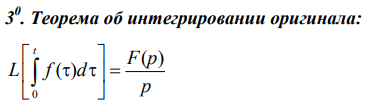 3⁰. Теорема об интегрировании оригинала:
L[∫₀ᵗ f(τ)dτ] = F(p)/p